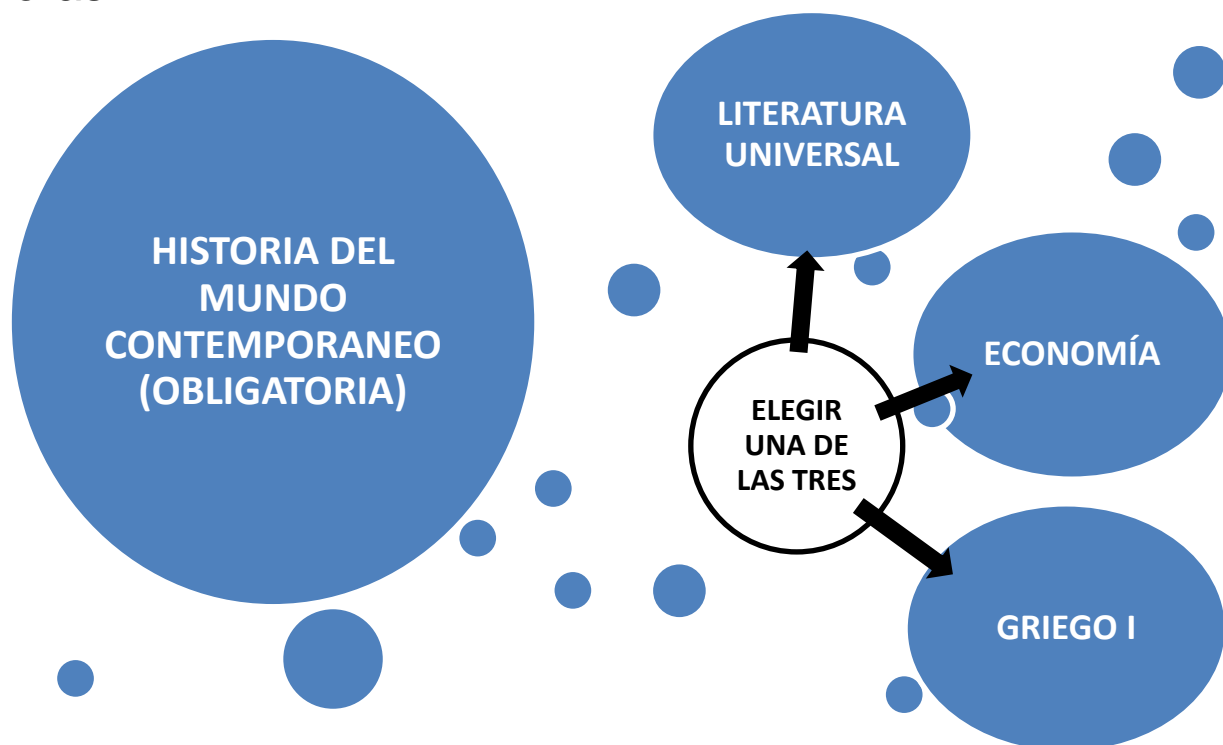 HISTORIA DEL
MUNDO
CONTEMPORANEO
(OBLIGATORIA)
LITERATURA
UNIVERSAL
ECONOMÍA
ELEGIR
UNA DE
LAS TRES
GRIEGO I